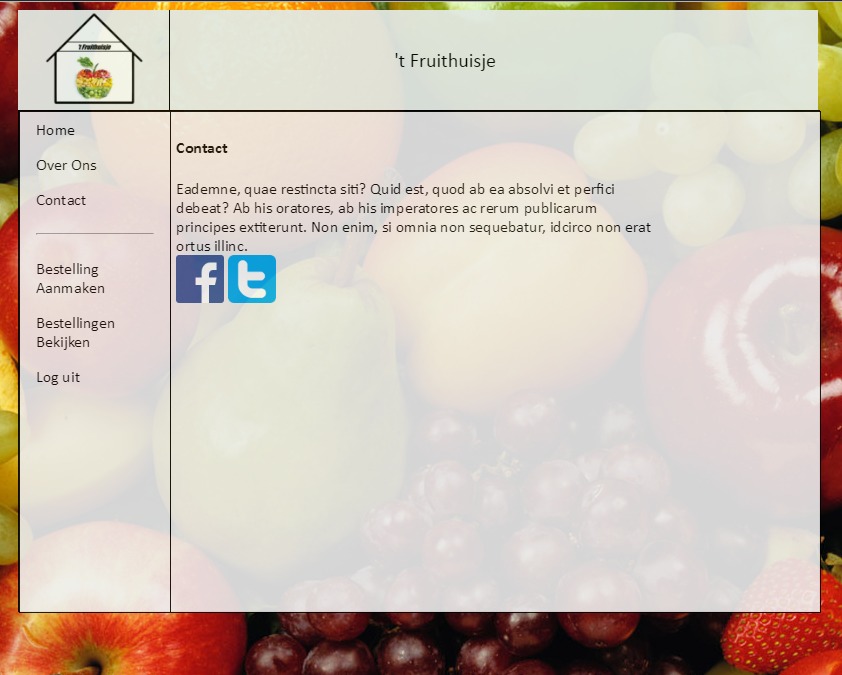 't Fruithuisje
't Fruithuisje
Home
Over Ons
Contact
Bestelling
Aanmaken
Bestellingen
Bekijken
Log uit
Contact
Eademne, quae restincta siti? Quid est, quod ab ea absolvi et perfici
debeat? Ab his oratores, ab his imperatores ac rerum publicarum
principes extiterunt. Non enim, si omnia non sequebatur, idcirco non erat
ortus illinc.